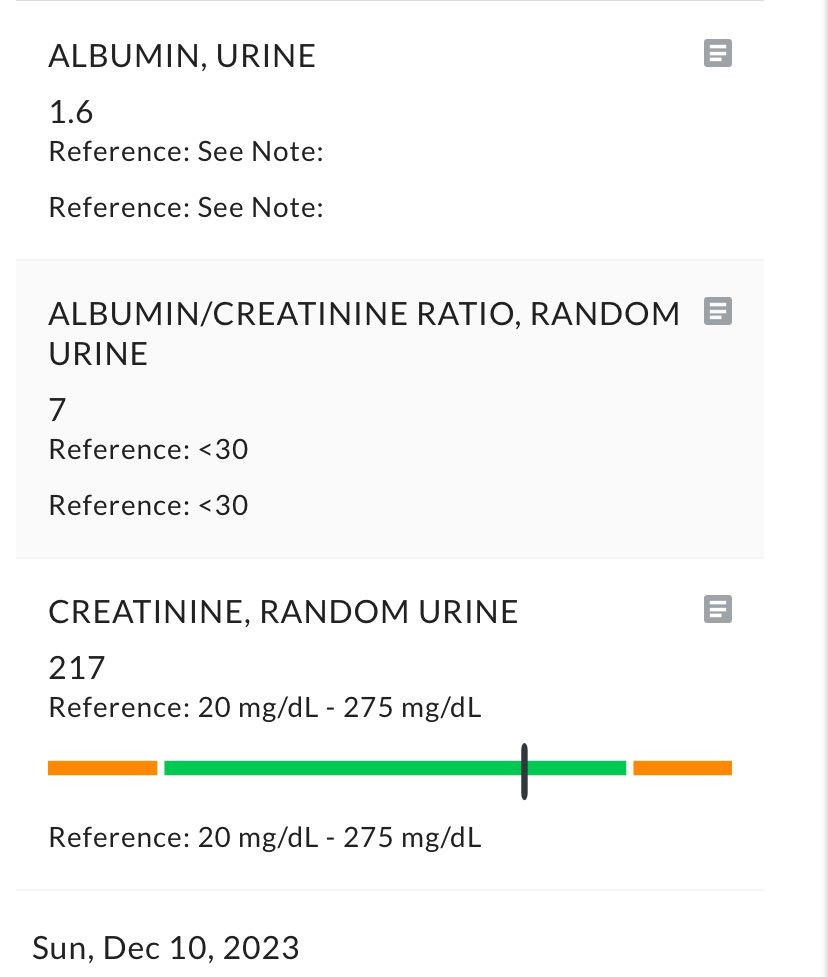 ALBUMIN, URINE
1.6
Reference: See Note:
Reference: See Note:
ALBUMIN/CREATININE RATIO, RANDOM
URINE
7
Reference: <30
Reference: <30
CREATININE, RANDOM URINE
217
Reference: 20 mg/dL - 275 mg/dL
Reference: 20 mg/dL - 275 mg/dL
Sun, Dec 10, 2023